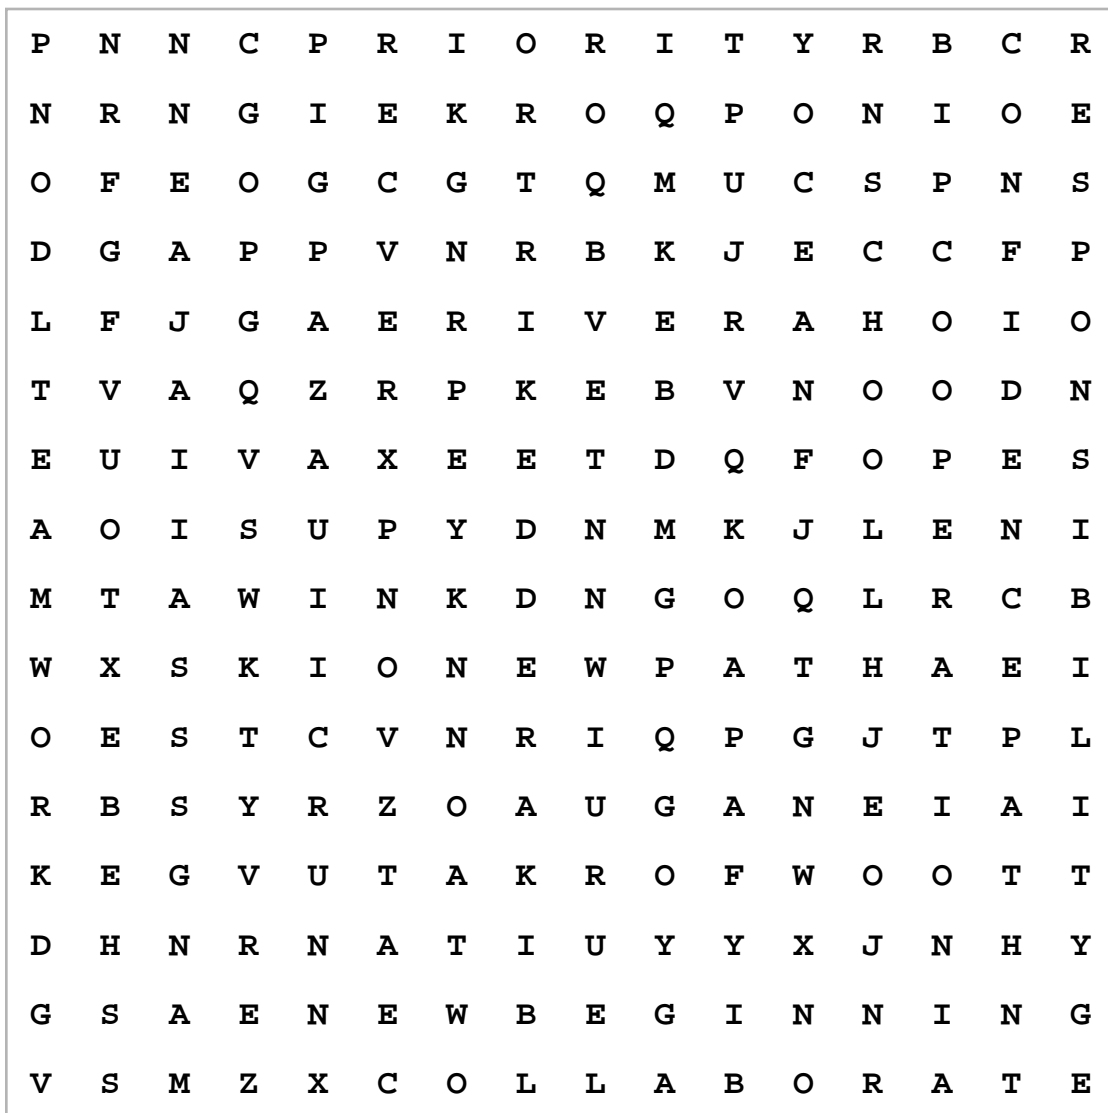 P N N C P R I O R I T Y R B C R
N R N G I E K R O Q P O N I O E
O F E O G C G T Q M U C S P N S
D G A P P V N R B K J E C C F P
L F J G A E R I V E R A H O I O
T V A Q Z R P K E B V N O O D N
E U I V A X E E T D Q F O P E S
A O I S U P Y D N M K J L E N I
M T A W I N K D N G O Q L R C B
W X S K I O N E W P A T H A E I
O E S T C V N R I Q P G J T P L
R B S Y R Z O A U G A N E I A I
K E G V U T A K R O F W O O T T
D H N R N A T I U Y Y X J N H Y
G S A E N E W B E G I N N I N G
V S M Z X C O L L A B O R A T E